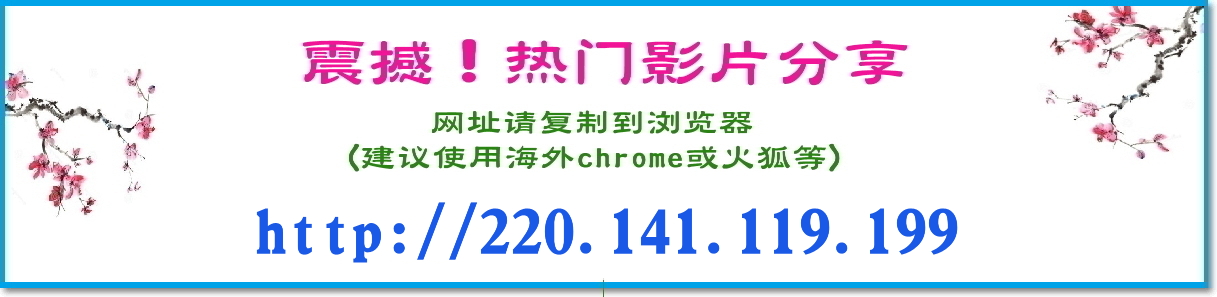 震撼！热门影片分享
网址请复制到浏览器
(建议使用海外chrome或火狐等)
http://220.141.119.199